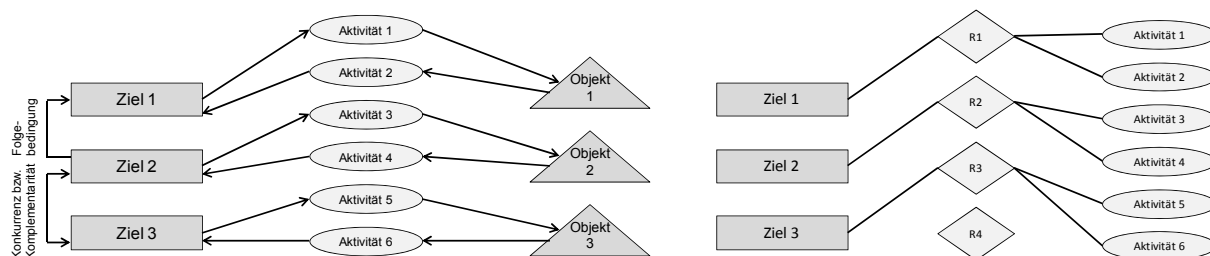 Folge-
bedingung
Konkurrenz bzw.
Komplementarität
Ziel 1
Ziel 2
Ziel 3
Aktivität 1
Aktivität 2
Aktivität 3
Aktivität 4
Aktivität 5
Aktivität 6
Objekt
1
Objekt
2
Objekt
3
Ziel 1
Ziel 2
Ziel 3
R1
R2
R3
R4
Aktivität 1
Aktivität 2
Aktivität 3
Aktivität 4
Aktivität 5
Aktivität 6